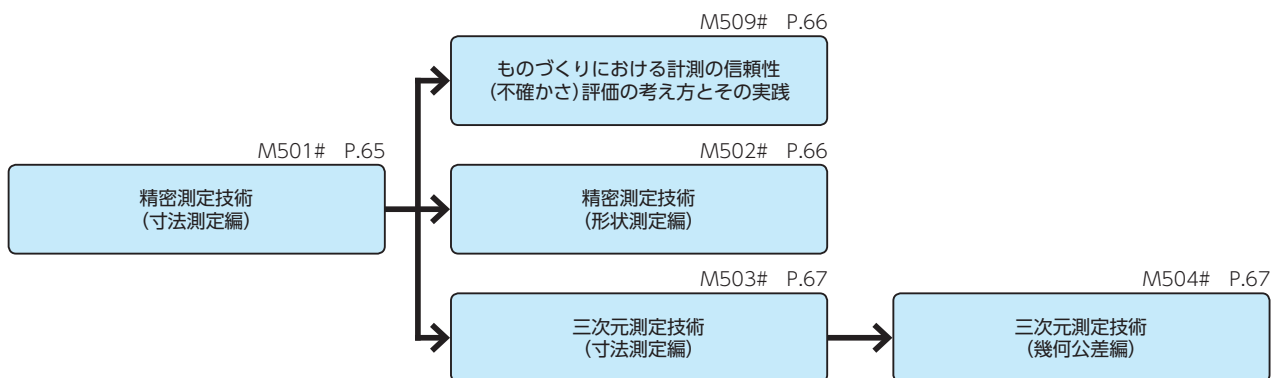 M509# P.66
ものづくりにおける計測の信頼性
(不確かさ)評価の考え方とその実践
M501# P.65
精密測定技術
(寸法測定編)
M502# P.66
精密測定技術
(形状測定編)
M503# P.67
三次元測定技術
(寸法測定編)
M504# P.67
三次元測定技術
(幾何公差編)